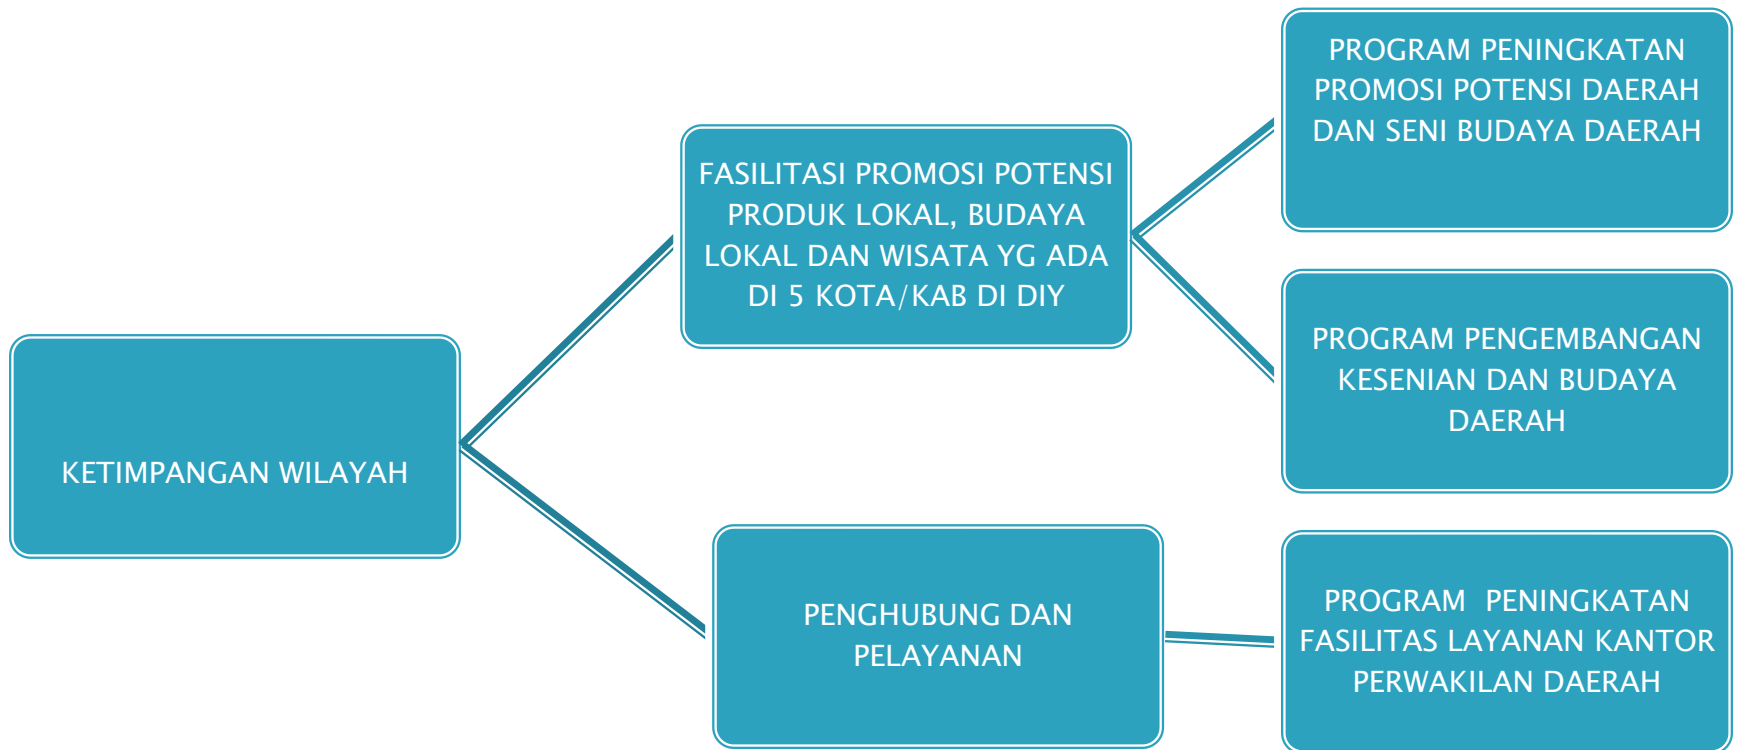 KETIMPANGAN WILAYAH
FASILITASI PROMOSI POTENSI
PRODUK LOKAL, BUDAYA
LOKAL DAN WISATA YG ADA
DI 5 KOTA/KAB DI DIY
PROGRAM PENINGKATAN
PROMOSI POTENSI DAERAH
DAN SENI BUDAYA DAERAH
PROGRAM PENGEMBANGAN
KESENIAN DAN BUDAYA
DAERAH
PENGHUBUNG DAN
PELAYANAN
PROGRAM  PENINGKATAN
FASILITAS LAYANAN KANTOR
PERWAKILAN DAERAH